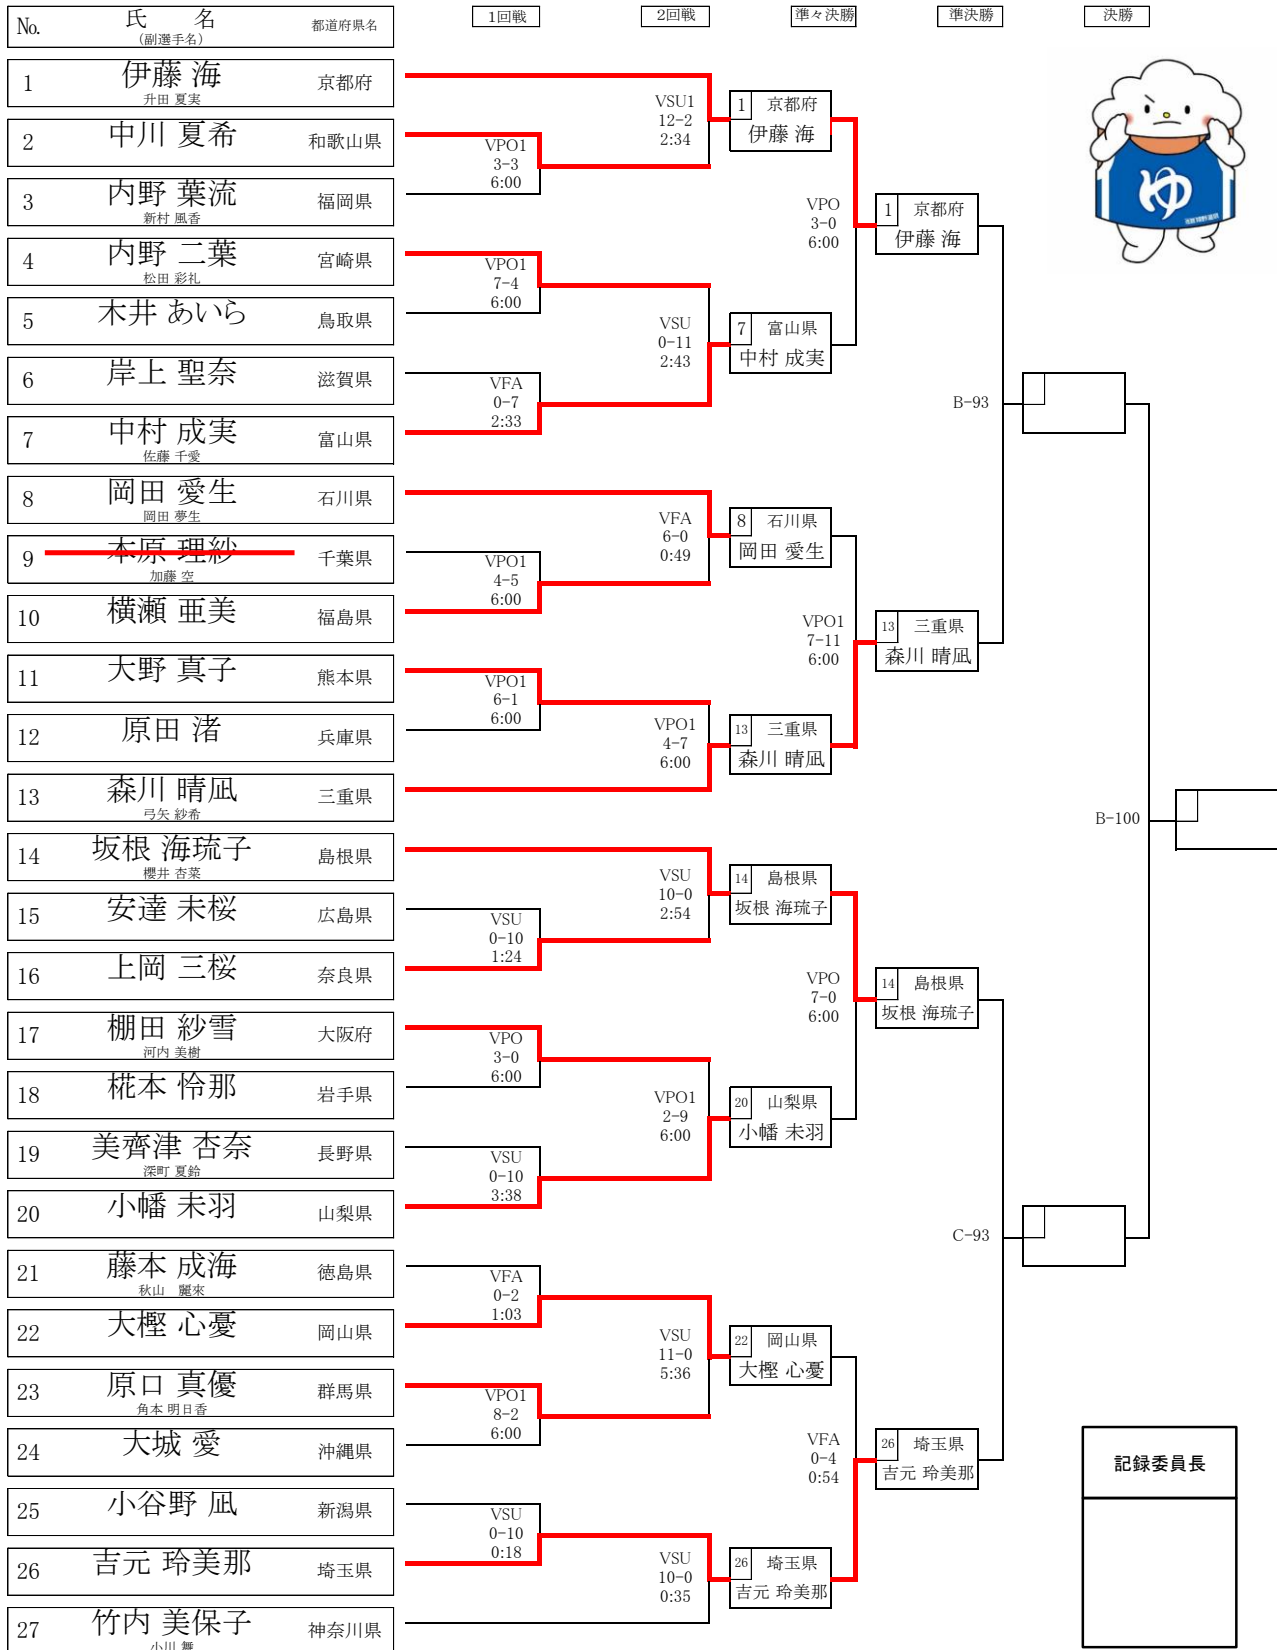 No. 氏 名 都道府県名 1回戦 2回戦 準々決勝 準決勝 決勝
(副選手名)
1 伊藤 海 京都府
升田 夏実
2 中川 夏希 和歌山県
3 内野 葉流 福岡県
新村 風香
4 内野 二葉 宮崎県
松田 彩礼
5 木井 あいら 鳥取県
6 岸上 聖奈 滋賀県
7 中村 成実 富山県
佐藤 千愛
8 岡田 愛生 石川県
岡田 夢生
9 本原 理紗 千葉県
加藤 空
10 横瀬 亜美 福島県
11 大野 真子 熊本県
12 原田 渚 兵庫県
13 森川 晴凪 三重県
弓矢 紗希
14 坂根 海琉子 島根県
櫻井 杏菜
15 安達 未桜 広島県
16 上岡 三桜 奈良県
17 棚田 紗雪 大阪府
河内 美樹
18 椛本 怜那 岩手県
19 美齊津 杏奈 長野県
深町 夏鈴
20 小幡 未羽 山梨県
21 藤本 成海 徳島県
秋山 麗來
22 大樫 心憂 岡山県
23 原口 真優 群馬県
角本 明日香
24 大城 愛 沖縄県
25 小谷野 凪 新潟県
26 吉元 玲美那 埼玉県
27 竹内 美保子 神奈川県
小川 舞
VPO1
3-3
6:00
VPO1
7-4
6:00
VFA
0-7
2:33
VPO1
4-5
6:00
VPO1
6-1
6:00
VSU
0-10
1:24
VPO
3-0
6:00
VSU
0-10
3:38
VFA
0-2
1:03
VPO1
8-2
6:00
VSU
0-10
0:18
VSU1
12-2
2:34
VSU
0-11
2:43
VFA
6-0
0:49
VPO1
4-7
6:00
VSU
10-0
2:54
VPO1
2-9
6:00
VSU
11-0
5:36
VSU
10-0
0:35
1 京都府
伊藤 海
7 富山県
中村 成実
8 石川県
岡田 愛生
13 三重県
森川 晴凪
14 島根県
坂根 海琉子
20 山梨県
小幡 未羽
22 岡山県
大樫 心憂
26 埼玉県
吉元 玲美那
VPO
3-0
6:00
VPO1
7-11
6:00
VPO
7-0
6:00
VFA
0-4
0:54
1 京都府
伊藤 海
13 三重県
森川 晴凪
14 島根県
坂根 海琉子
26 埼玉県
吉元 玲美那
B-93
C-93
B-100
ゆ
記録委員長